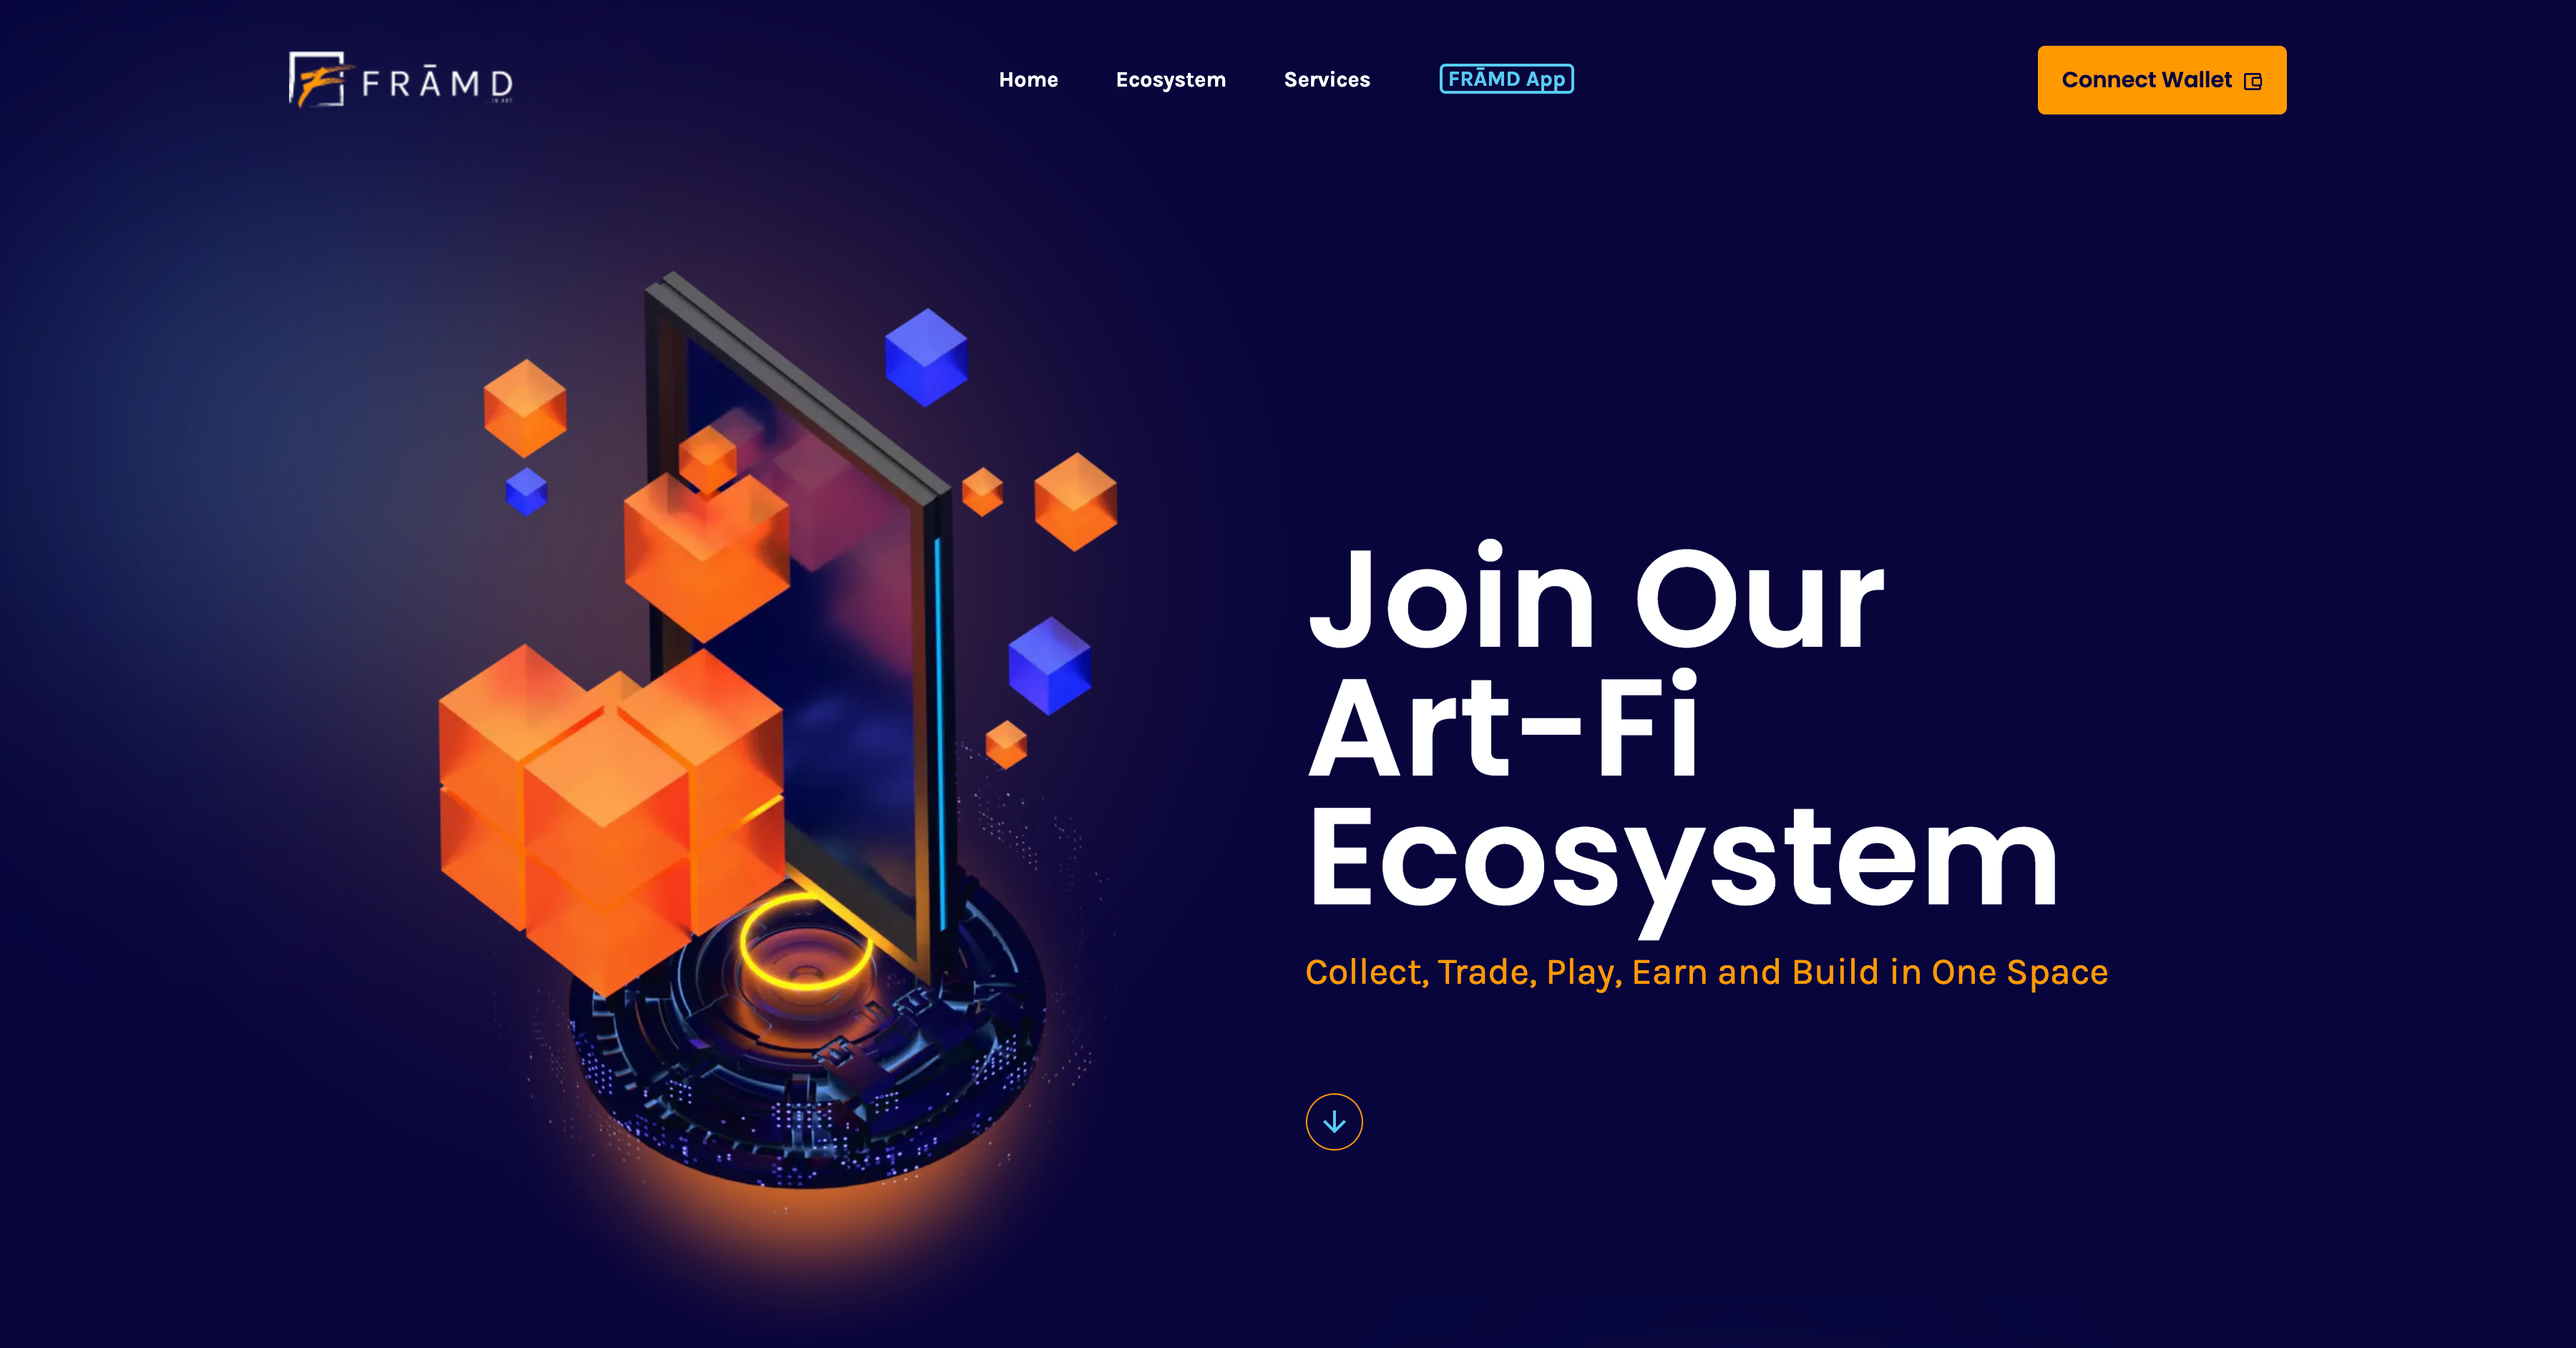 FRĀMD
Home
Ecosystem
Services
FRĀMD App
Connect Wallet
Join Our
Art-Fi
Ecosystem
Collect, Trade, Play, Earn and Build in One Space